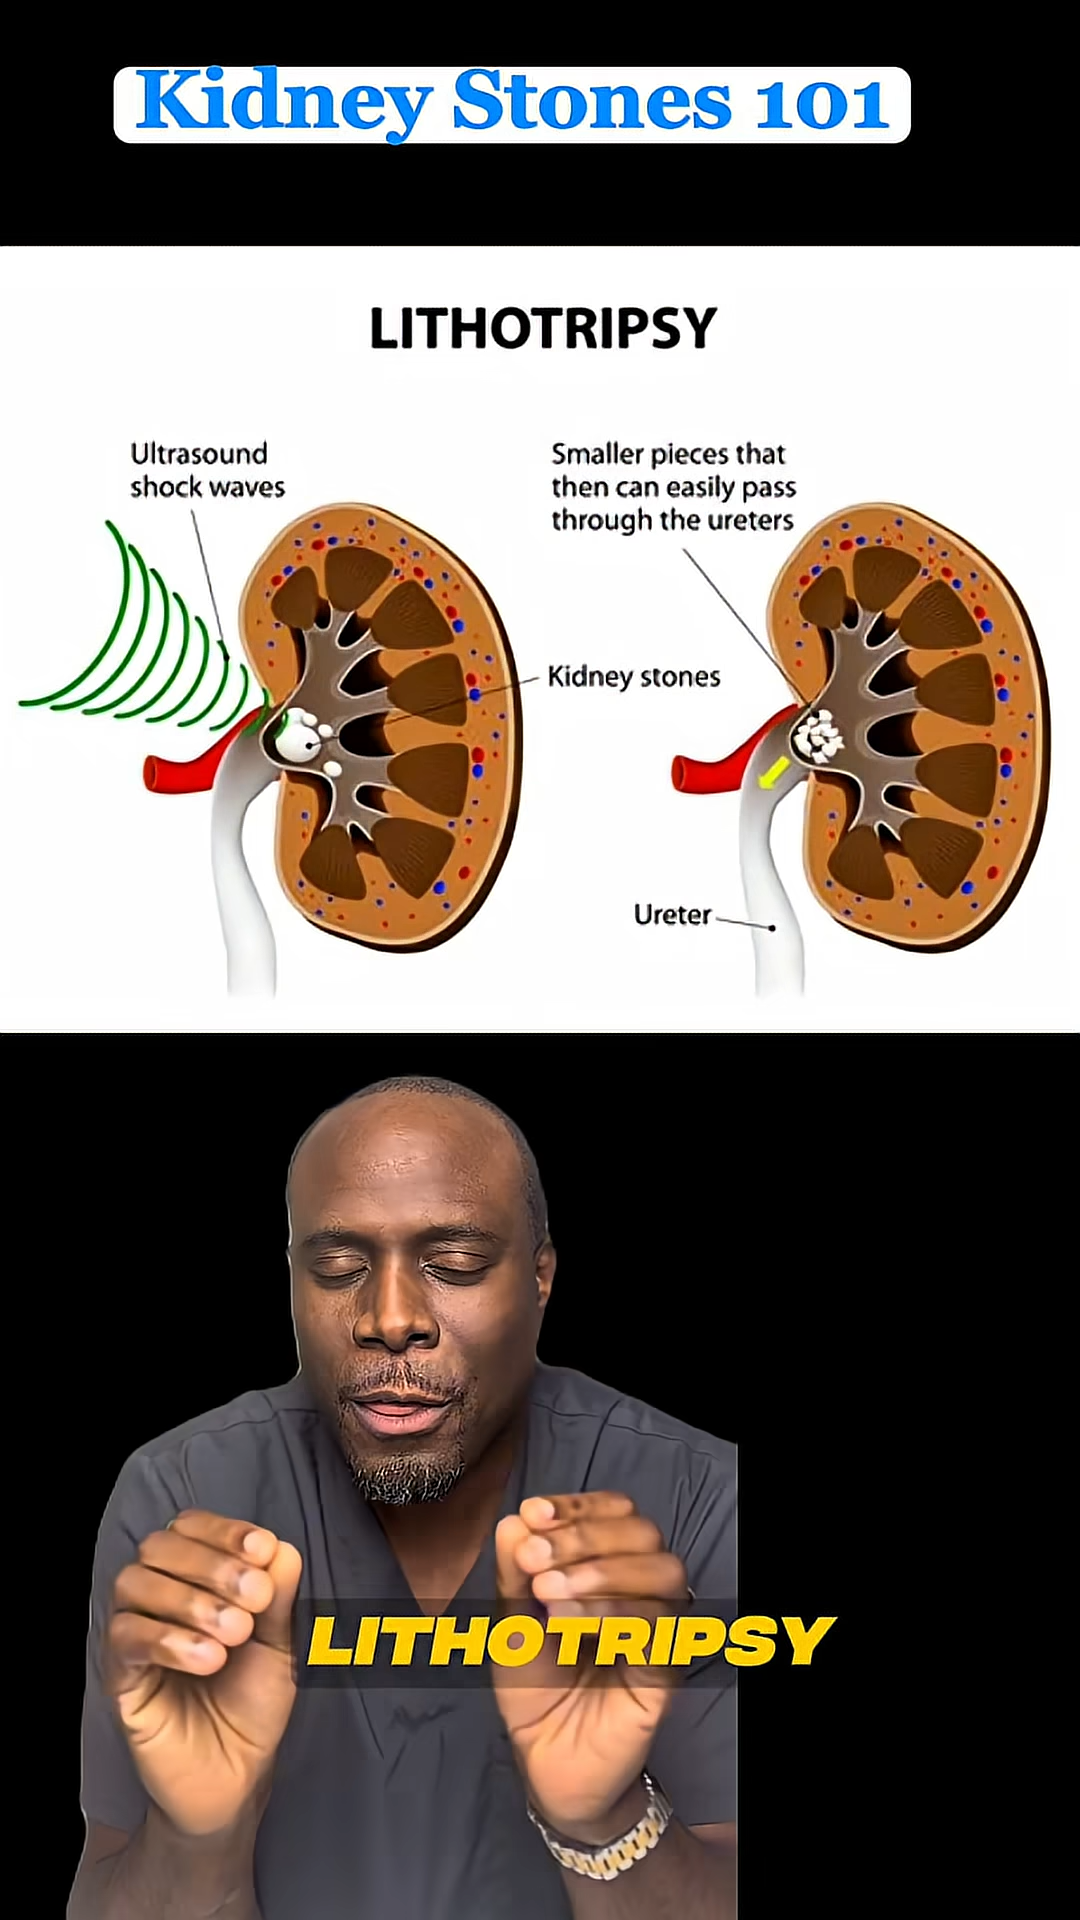 Kidney Stones 101
LITHOTRIPSY
Ultrasound
shock waves
Smaller pieces that
then can easily pass
through the ureters
Kidney stones
Ureter
LITHOTRIPSY